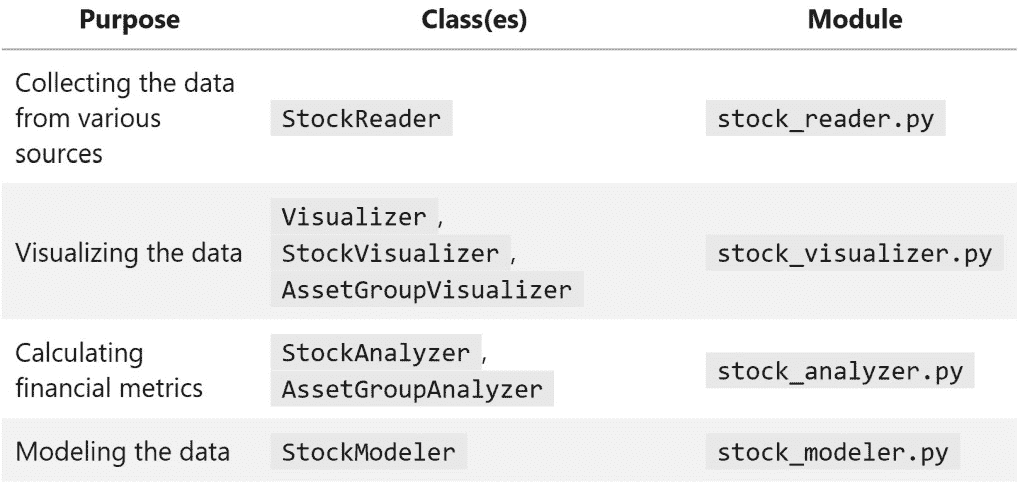 Purpose Class(es) Module
Collecting the data
from various
sources
StockReader
stock_reader.py
Visualizing the data
Visualizer ,
StockVisualizer ,
AssetGroupVisualizer
stock_visualizer.py
Calculating
financial metrics
StockAnalyzer ,
AssetGroupAnalyzer
stock_analyzer.py
Modeling the data
StockModeler
stock_modeler.py